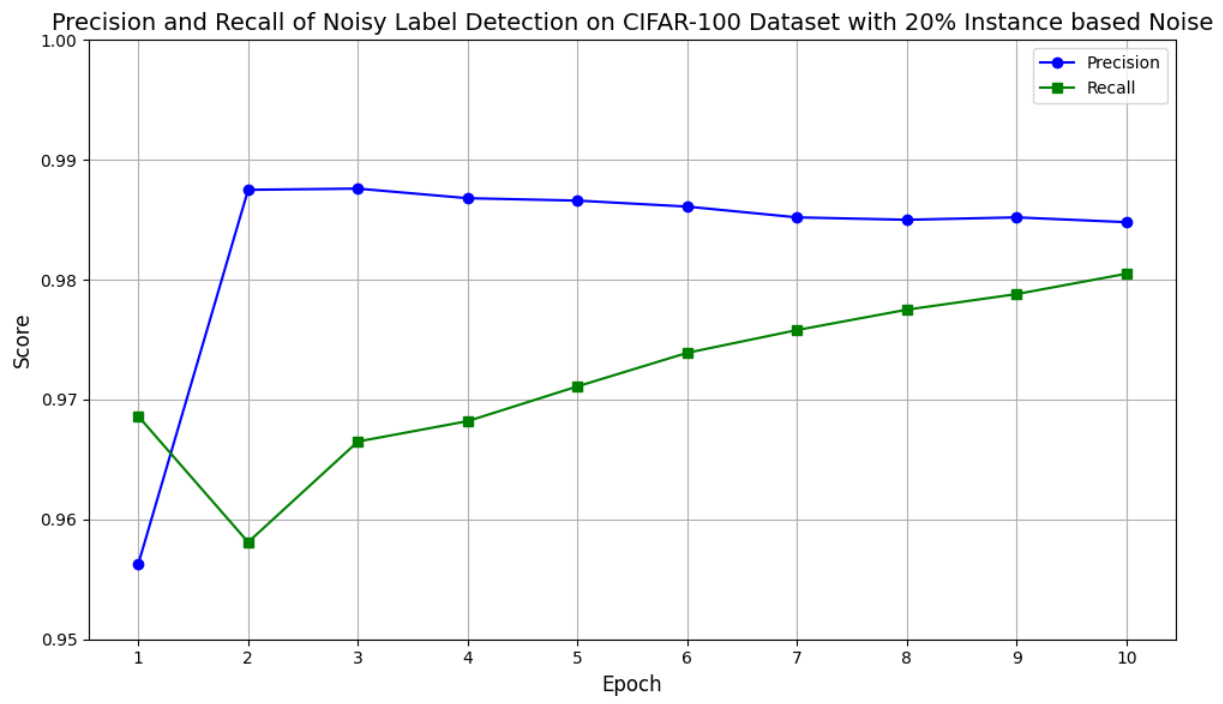 Precision and Recall of Noisy Label Detection on CIFAR-100 Dataset with 20% Instance based Noise
1.00
0.99
0.98
0.97
0.96
0.95
Score
Precision
Recall
1 2 3 4 5 6 7 8 9 10
Epoch